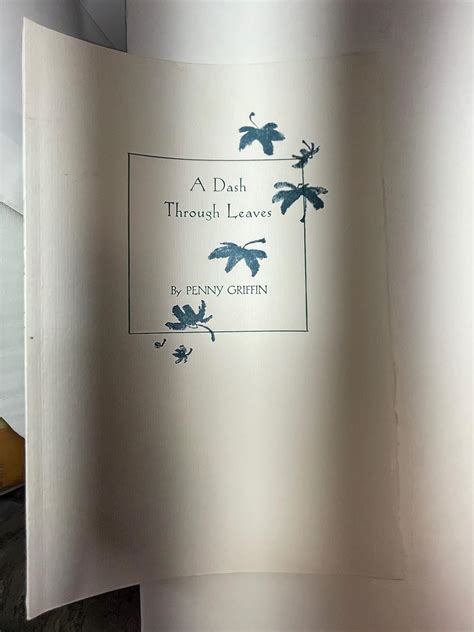 A Dash
Through Leaves
By PENNY GRIFFIN